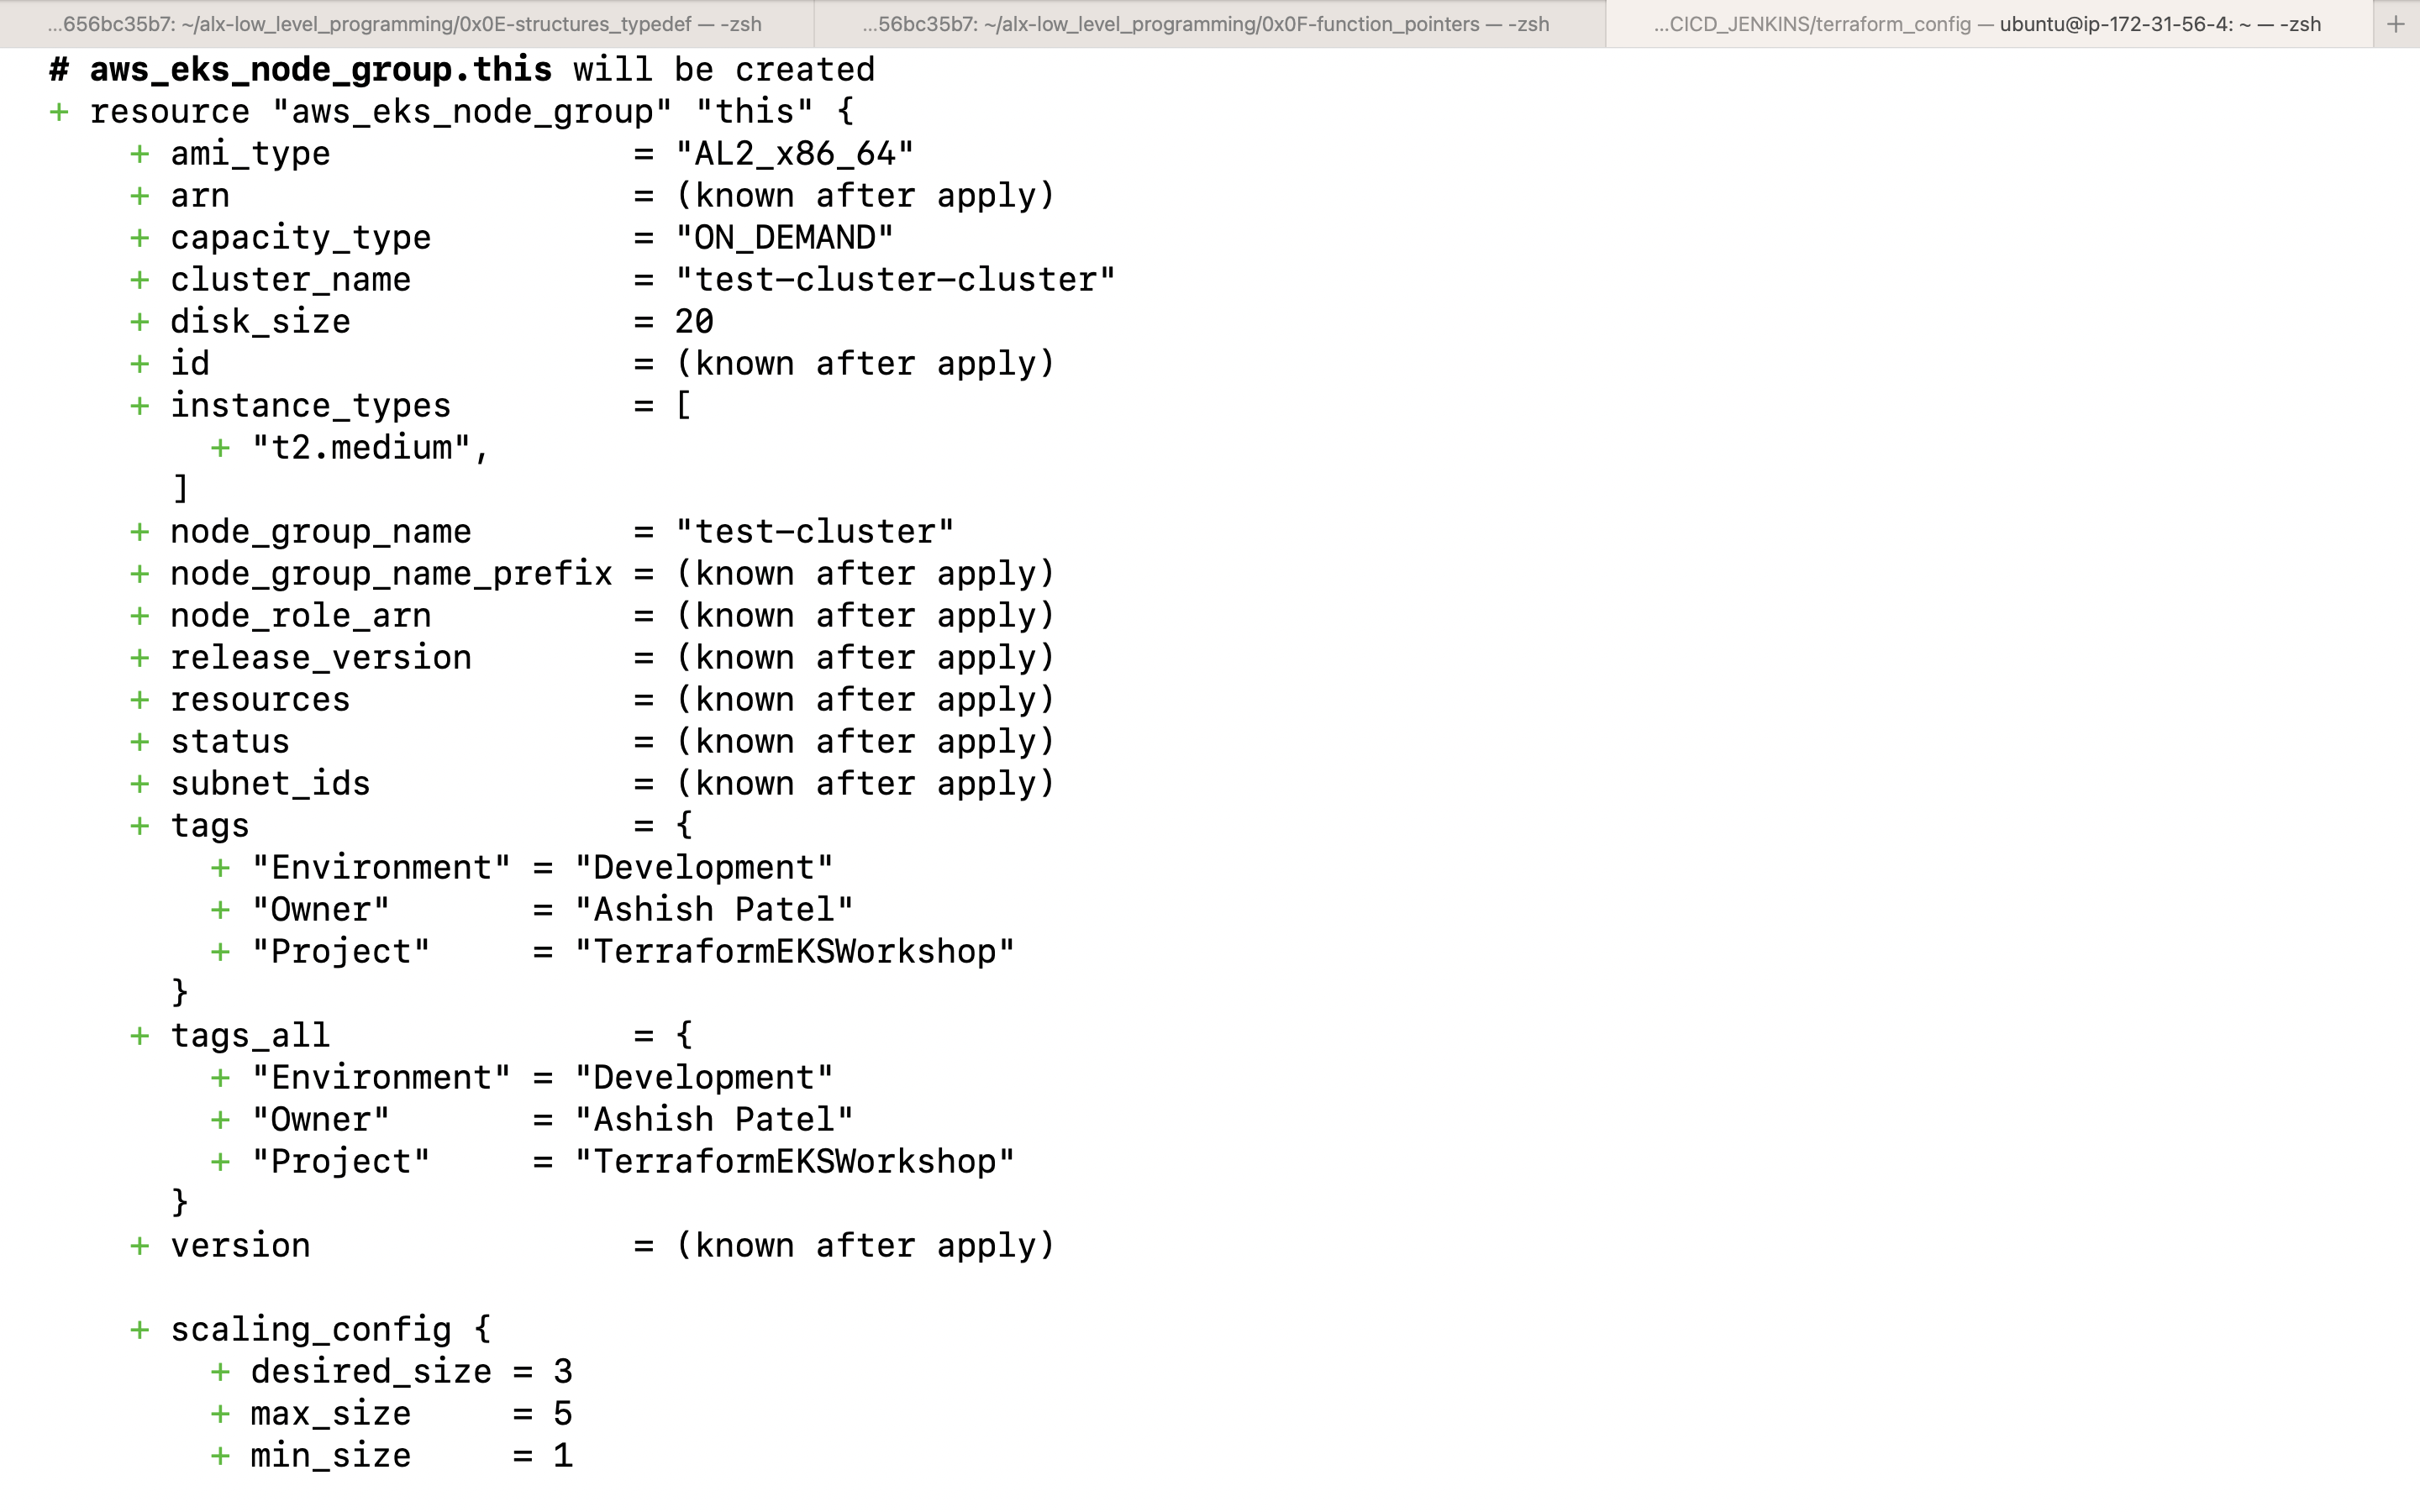 ...656bc35b7: ~/alx-low_level_programming/0x0E-structures_typedef — -zsh
...56bc35b7: ~/alx-low_level_programming/0x0F-function_pointers — -zsh
...CICD_JENKINS/terraform_config — ubuntu@ip-172-31-56-4: ~ — -zsh
+
# aws_eks_node_group.this will be created
+ resource "aws_eks_node_group" "this" {
    + ami_type               = "AL2_x86_64"
    + arn                    = (known after apply)
    + capacity_type          = "ON_DEMAND"
    + cluster_name           = "test-cluster-cluster"
    + disk_size              = 20
    + id                     = (known after apply)
    + instance_types         = [
        + "t2.medium",
      ]
    + node_group_name        = "test-cluster"
    + node_group_name_prefix = (known after apply)
    + node_role_arn          = (known after apply)
    + release_version        = (known after apply)
    + resources              = (known after apply)
    + status                 = (known after apply)
    + subnet_ids             = (known after apply)
    + tags                   = {
        + "Environment" = "Development"
        + "Owner"       = "Ashish Patel"
        + "Project"     = "TerraformEKSWorkshop"
      }
    + tags_all               = {
        + "Environment" = "Development"
        + "Owner"       = "Ashish Patel"
        + "Project"     = "TerraformEKSWorkshop"
      }
    + version                = (known after apply)

    + scaling_config {
        + desired_size = 3
        + max_size     = 5
        + min_size     = 1